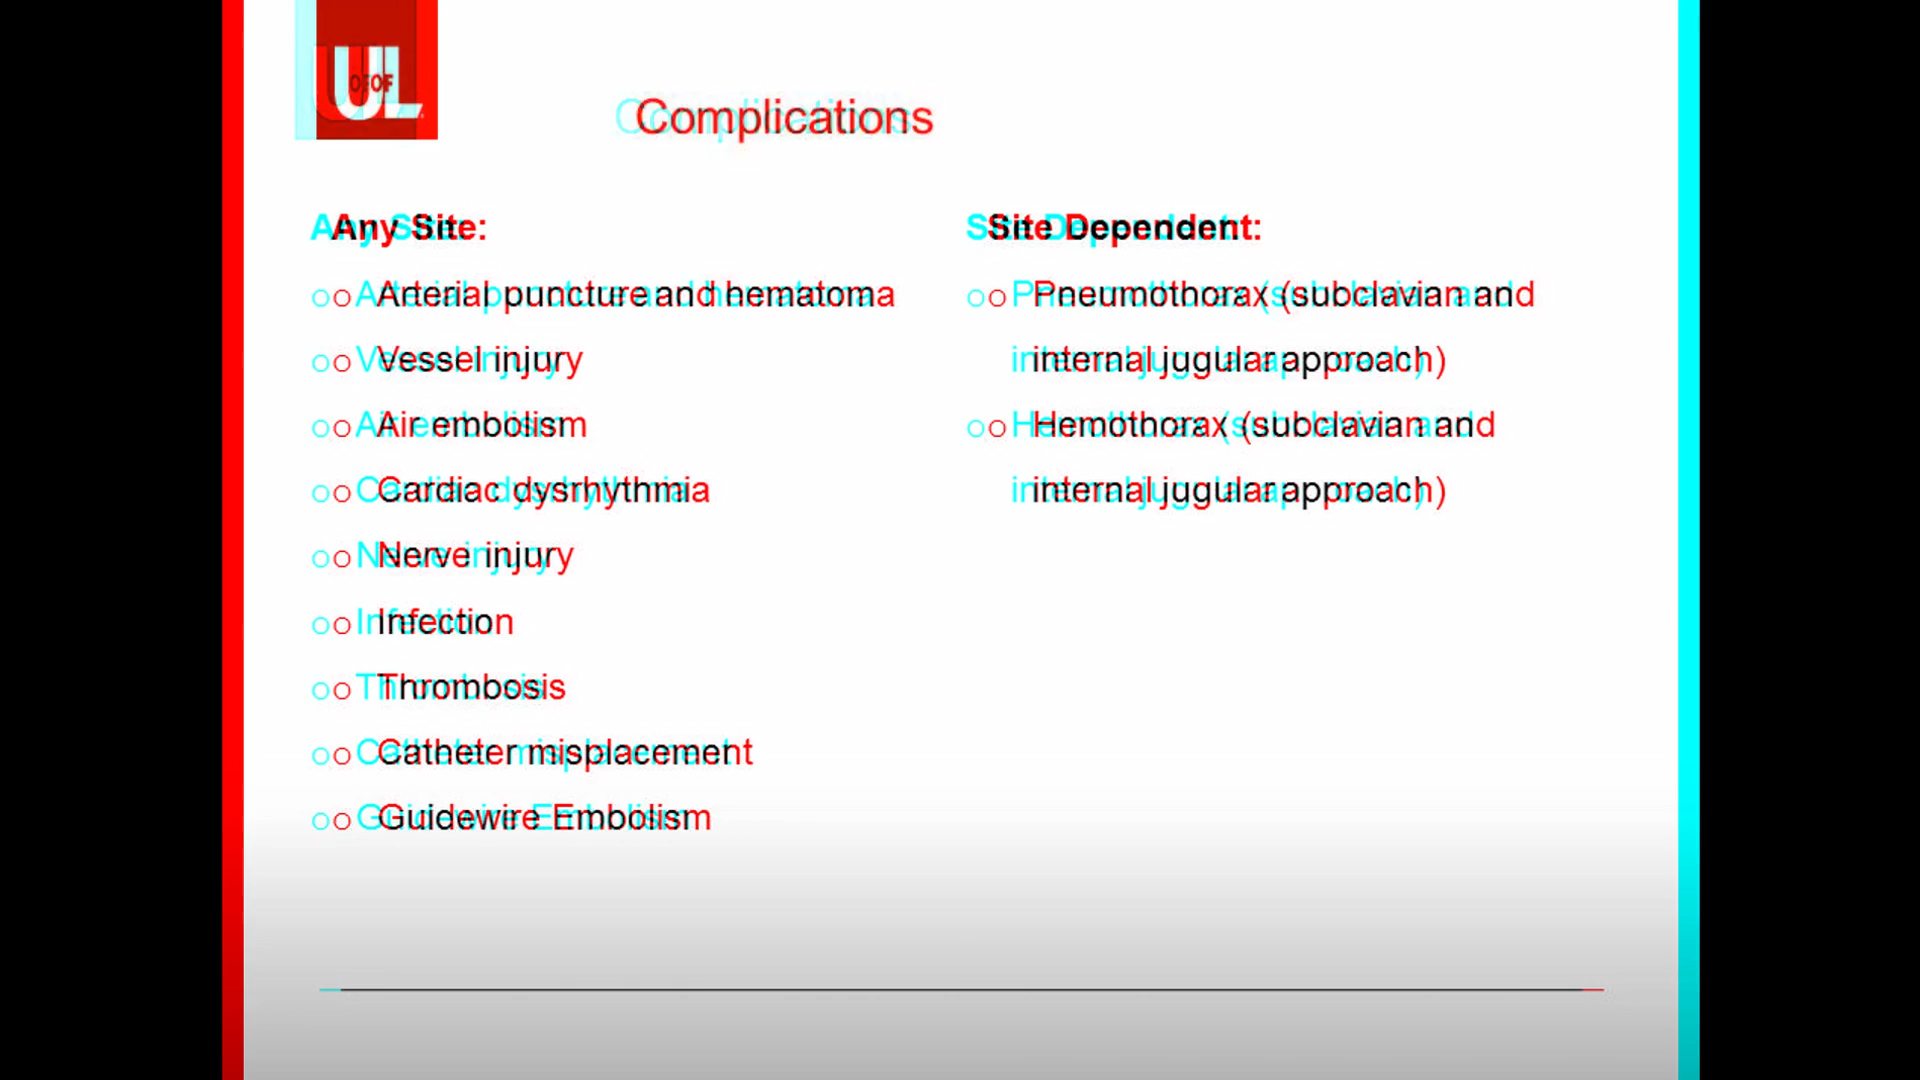 U OF L
Complications
Any Site:
o Arterial puncture and hematoma
o Vessel injury
o Air embolism
o Cardiac dysrhythmia
o Nerve injury
o Infection
o Thrombosis
o Catheter misplacement
o Guidewire Embolism
Site Dependent:
o Pneumothorax (subclavian and
internal jugular approach)
o Hemothorax (subclavian and
internal jugular approach)